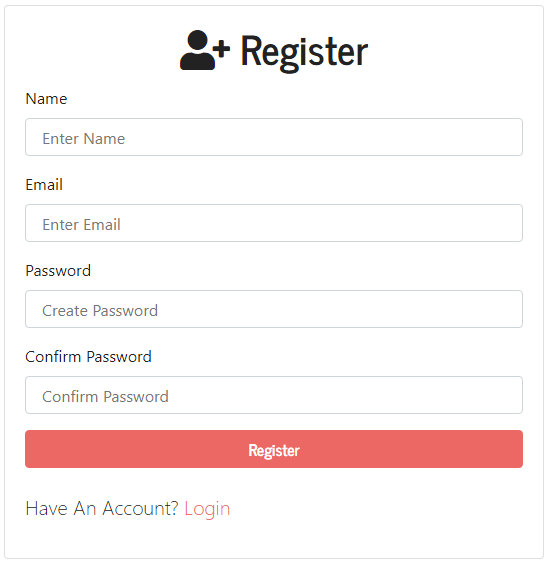 Register
Name
Enter Name
Email
Enter Email
Password
Create Password
Confirm Password
Confirm Password
Register
Have An Account? Login